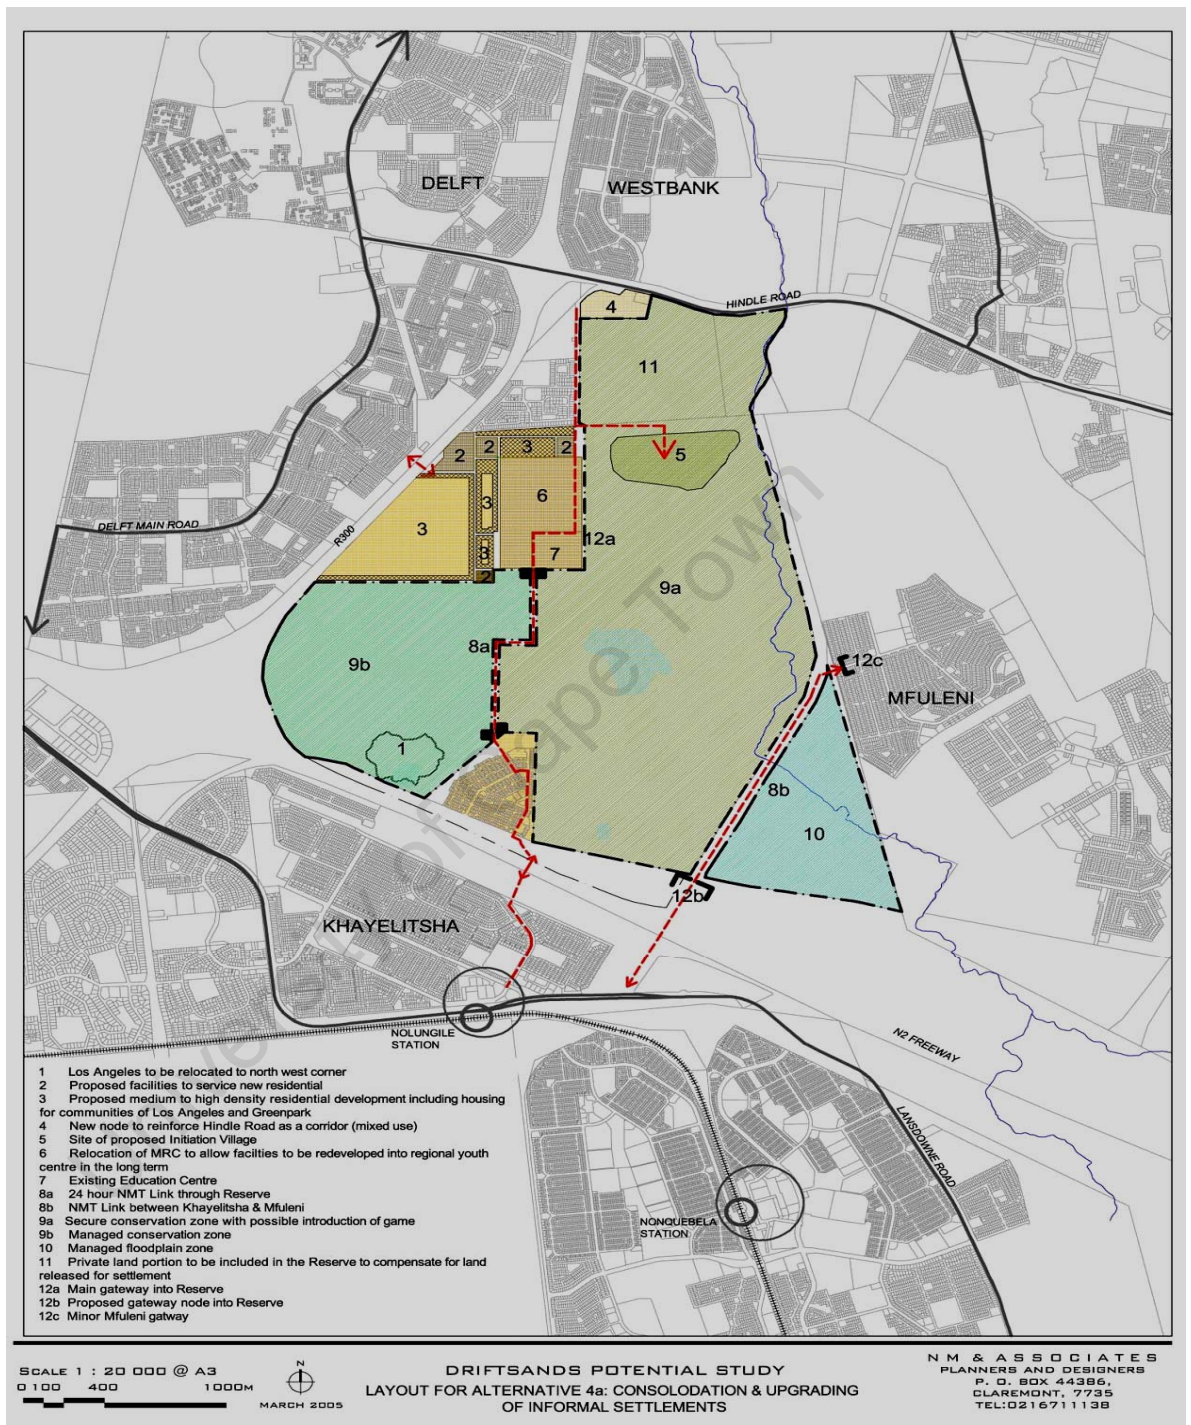 DELFT
WESTBANK
HINDLE ROAD
4
11
2
2
3
2
5
3
3
6
DELFT MAIN ROAD
R300
12a
3
7
2
9a
8a
9b
12c
MFULENI
1
8b
10
12b
KHAYELITSHA
NOLUNGILE
STATION
N2 FREEWAY
LANSDOWNE ROAD
NONQUEBELA
STATION
University of Cape Town
1 Los Angeles to be relocated to north west corner
2 Proposed facilities to service new residential
3 Proposed medium to high density residential development including housing
for communities of Los Angeles and Greenpark
4 New node to reinforce Hindle Road as a corridor (mixed use)
5 Site of proposed Initiation Village
6 Relocation of MRC to allow facilties to be redeveloped into regional youth
centre in the long term
7 Existing Education Centre
8a 24 hour NMT Link through Reserve
8b NMT Link between Khayelitsha & Mfuleni
9a Secure conservation zone with possible introduction of game
9b Managed conservation zone
10 Managed floodplain zone
11 Private land portion to be included in the Reserve to compensate for land
released for settlement
12a Main gateway into Reserve
12b Proposed gateway node into Reserve
12c Minor Mfuleni gatway
SCALE 1 : 20 000 @ A3
0 100 400 1000M
N
MARCH 2005
DRIFTSANDS POTENTIAL STUDY
LAYOUT FOR ALTERNATIVE 4a: CONSOLODATION & UPGRADING
OF INFORMAL SETTLEMENTS
NM & ASSOCIATES
PLANNERS AND DESIGNERS
P. O. BOX 44386,
CLAREMONT, 7735
TEL:0216711138